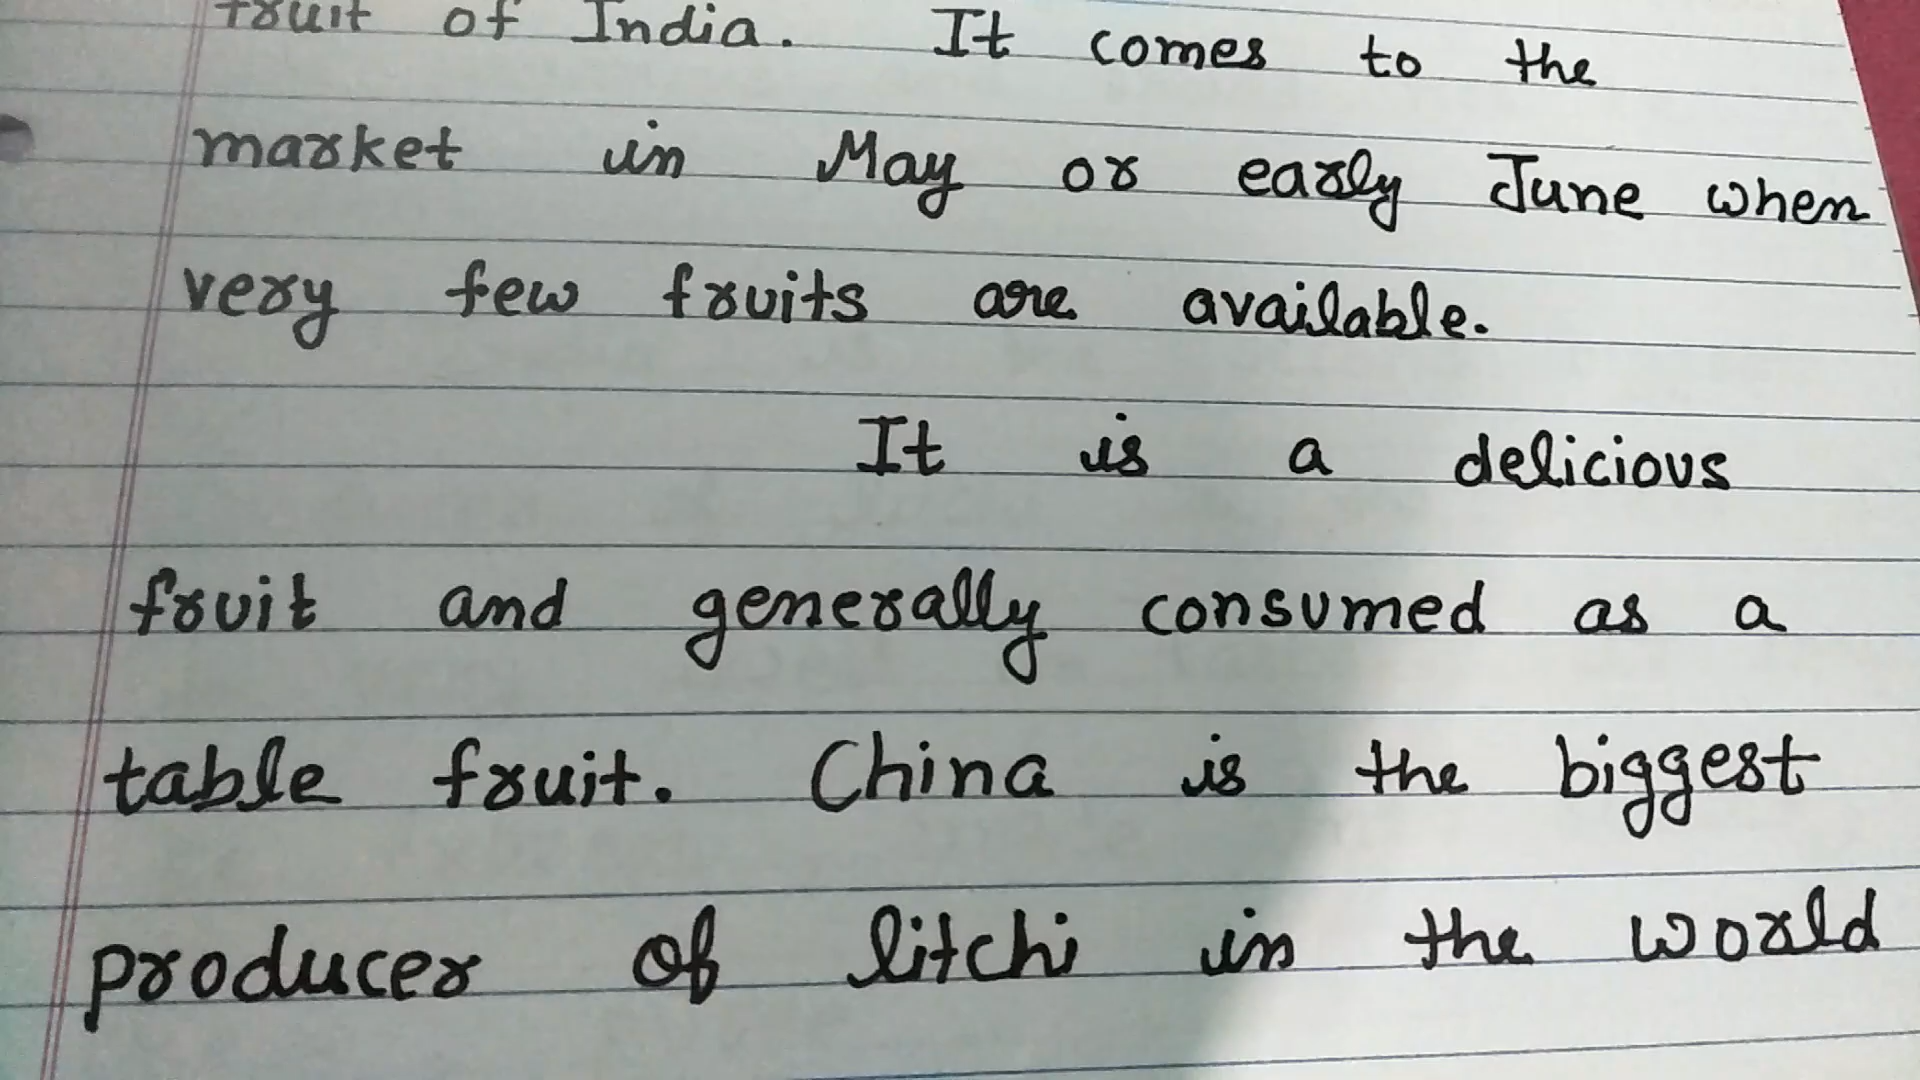 fruit of India. It comes to the
market in May or early June when
very few fruits are available.
It is a delicious
fruit and generally consumed as a
table fruit. China is the biggest
producer of litchi in the world